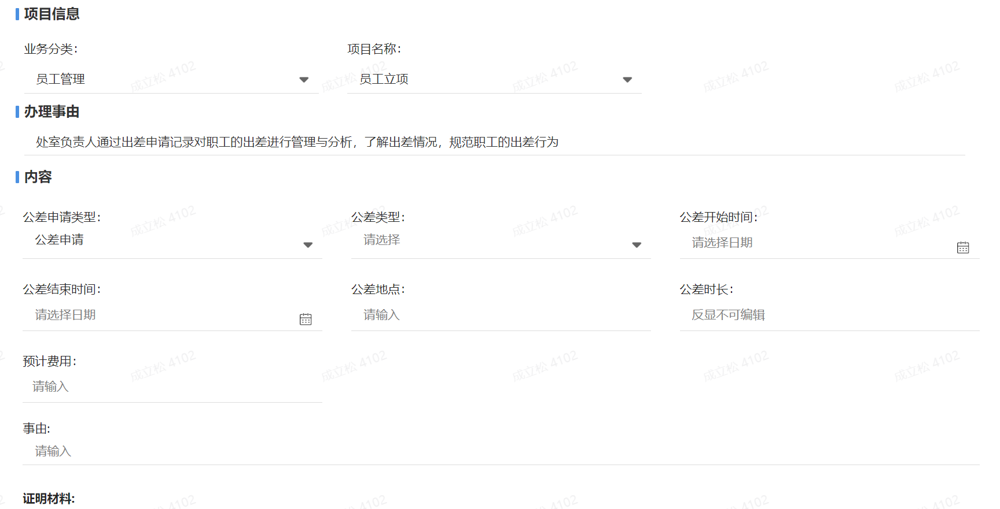 项目信息
业务分类: 项目名称:
员工管理 员工立项
办理事由
处室负责人通过出差申请记录对职工的出差进行管理与分析，了解出差情况，规范职工的出差行为
内容
公差申请类型: 公差类型: 公差开始时间:
公差申请 请选择 请选择日期
公差结束时间: 公差地点: 公差时长:
请选择日期 请输入 反显不可编辑
预计费用:
请输入
事由:
请输入
证明材料:
成立松 4102